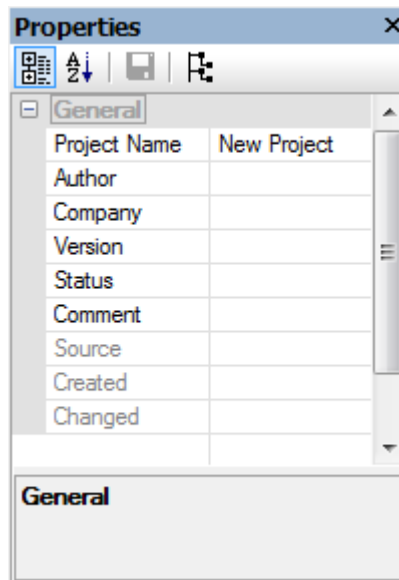 Properties
General
Project Name New Project
Author
Company
Version
Status
Comment
Source
Created
Changed
General